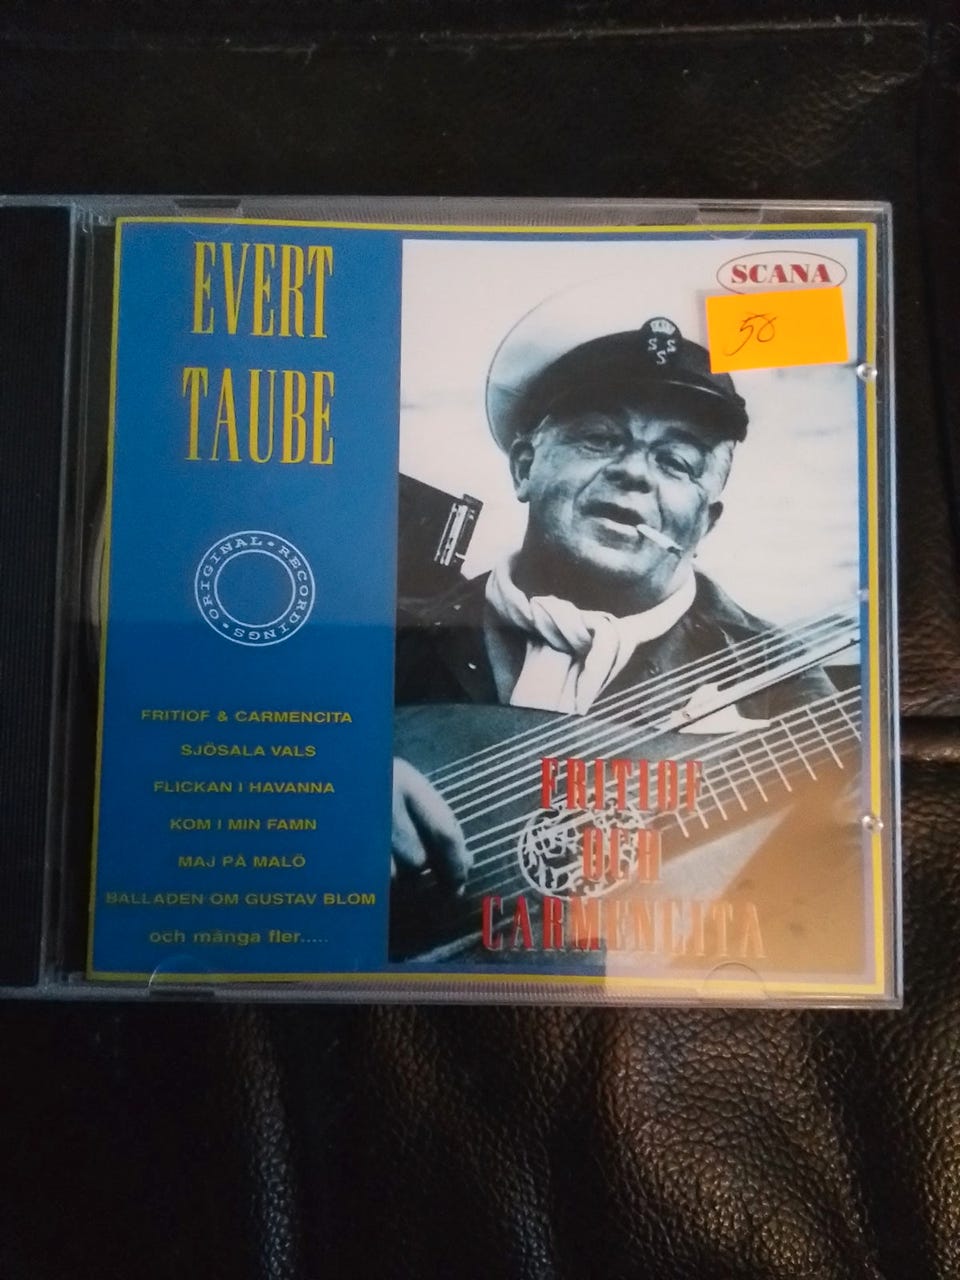 EVERT
TAUBE
ORIGINAL • RECORDINGS •
FRITIOF & CARMENCITA
SJÖSALA VALS
FLICKAN I HAVANNA
KOM I MIN FAMN
MAJ PÅ MALÖ
BALLADEN OM GUSTAV BLOM
och många fler.....
SCANA
50
S S
S
FRITIOF
OCH
CARMENCITA